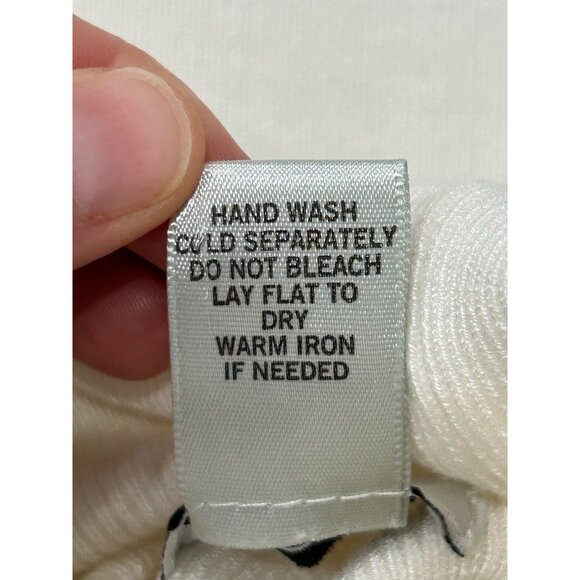 HAND WASH
COLD SEPARATELY
DO NOT BLEACH
LAY FLAT TO
DRY
WARM IRON
IF NEEDED